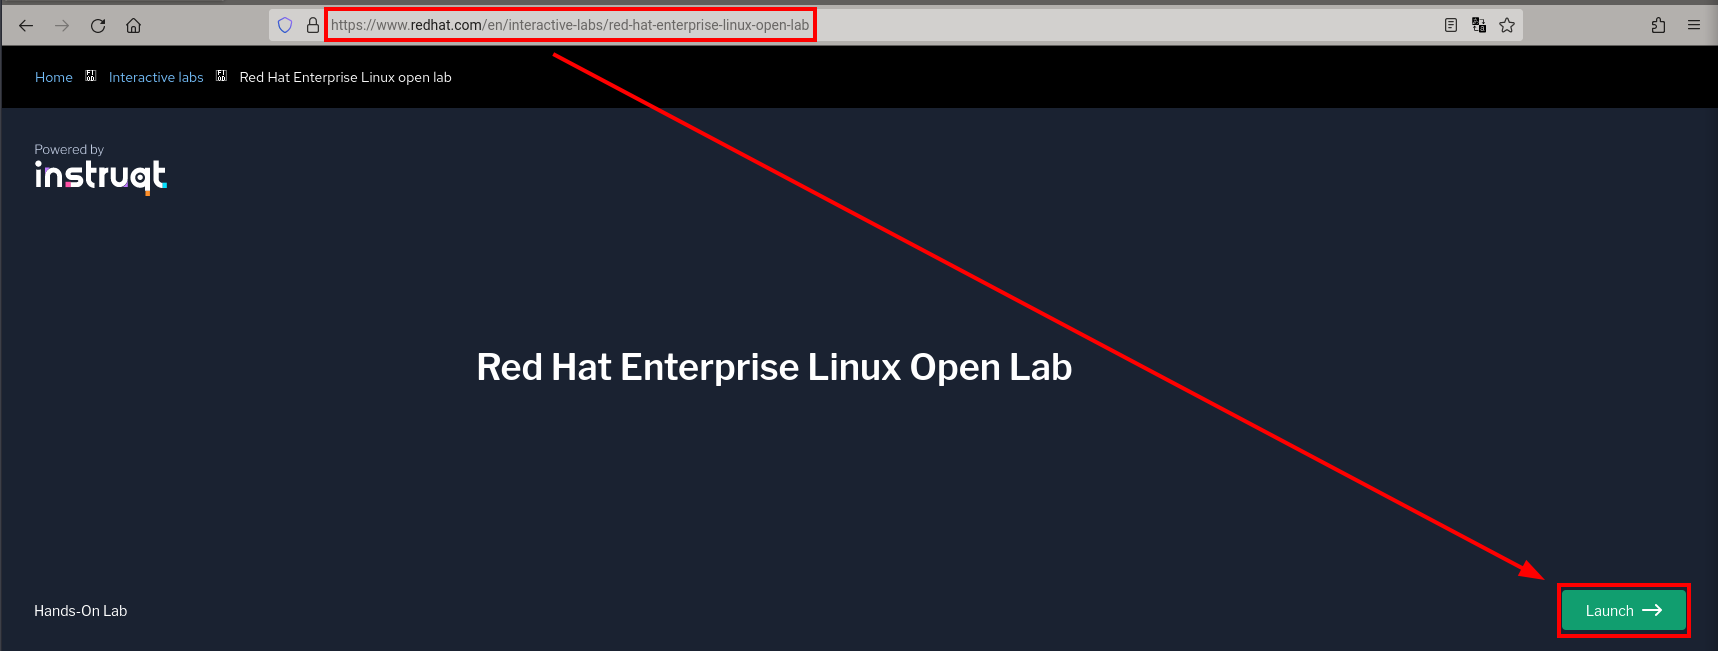 https://www.redhat.com/en/interactive-labs/red-hat-enterprise-linux-open-lab
Home Interactive labs Red Hat Enterprise Linux open lab
Powered by
instruqt
Red Hat Enterprise Linux Open Lab
Hands-On Lab
Launch →